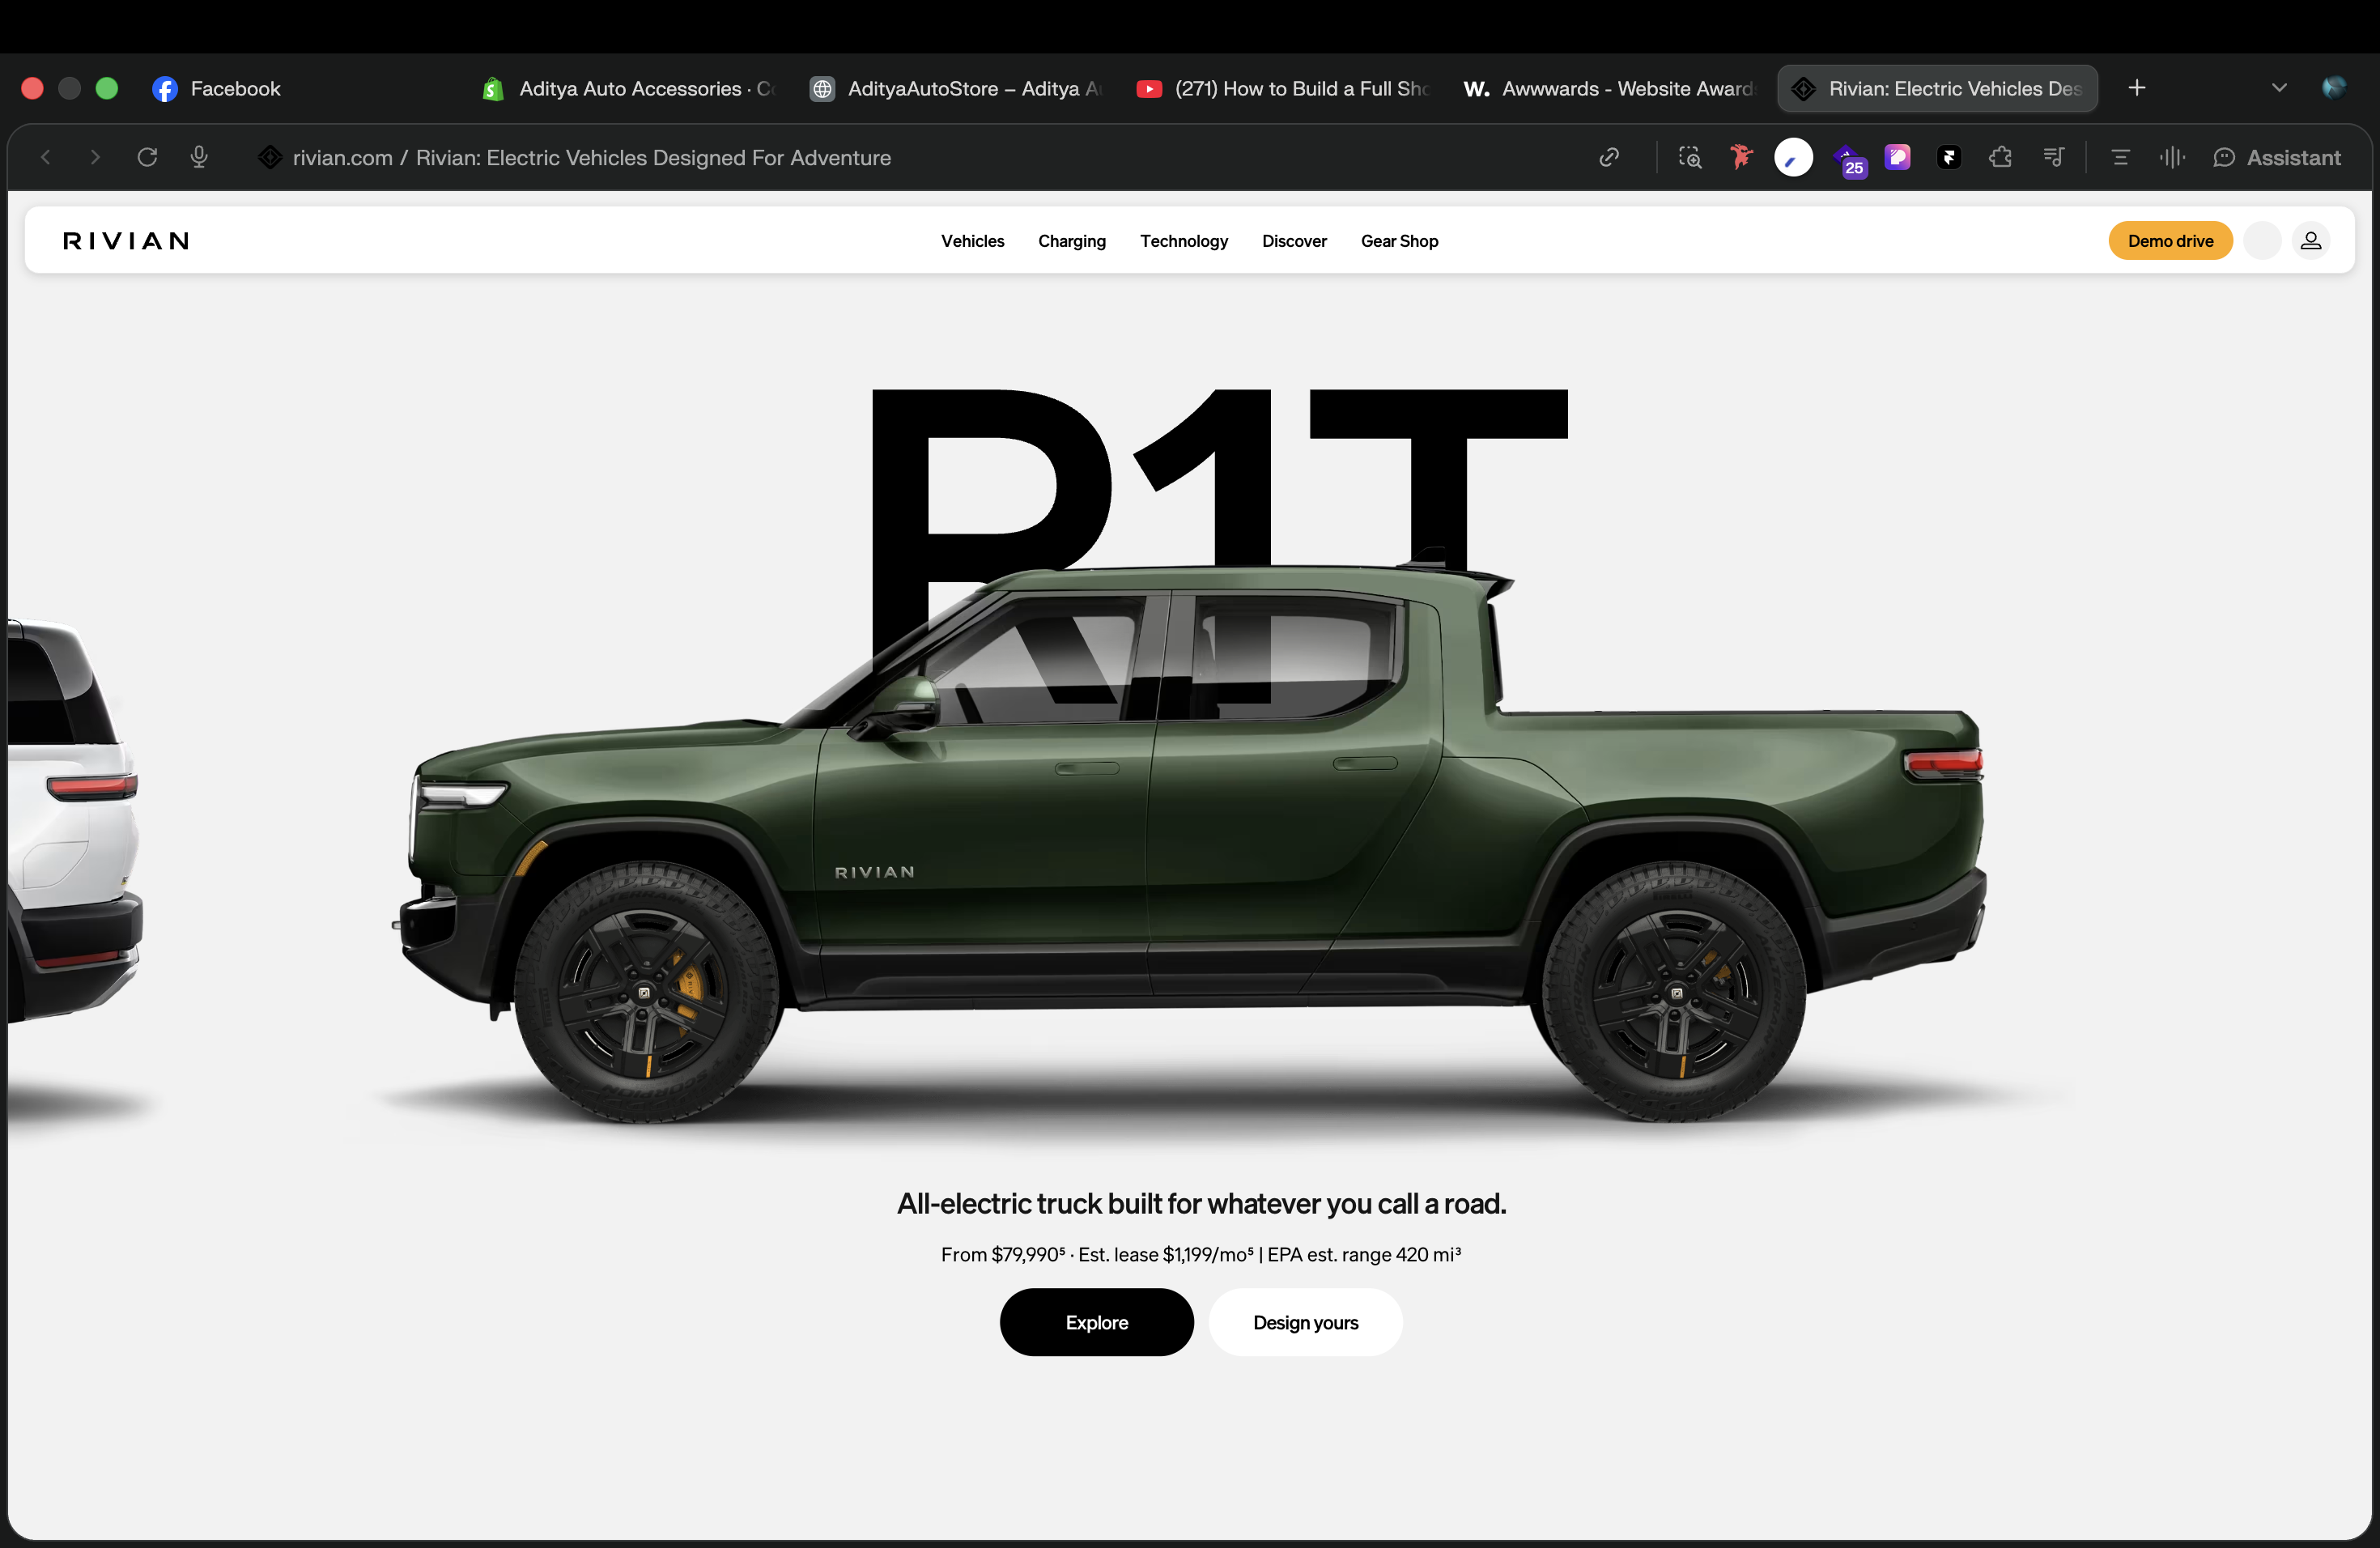 Facebook
Aditya Auto Accessories · Co
AdityaAutoStore – Aditya Au
(271) How to Build a Full Sho
W. Awwwards - Website Award
Rivian: Electric Vehicles Des
rivian.com / Rivian: Electric Vehicles Designed For Adventure
25
Assistant
RIVIAN
Vehicles
Charging
Technology
Discover
Gear Shop
Demo drive
R1T
RIVIAN
All-electric truck built for whatever you call a road.
From $79,990⁵ · Est. lease $1,199/mo⁵ | EPA est. range 420 mi³
Explore
Design yours